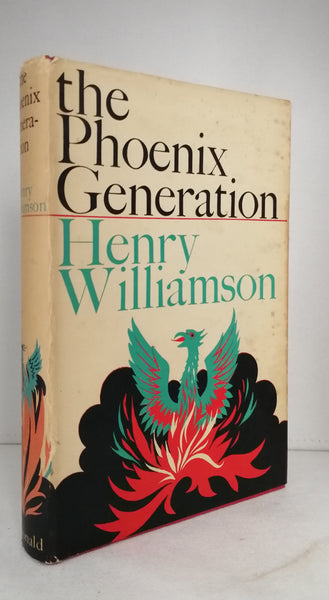 the
Phoenix
Generation
Henry
Williamson